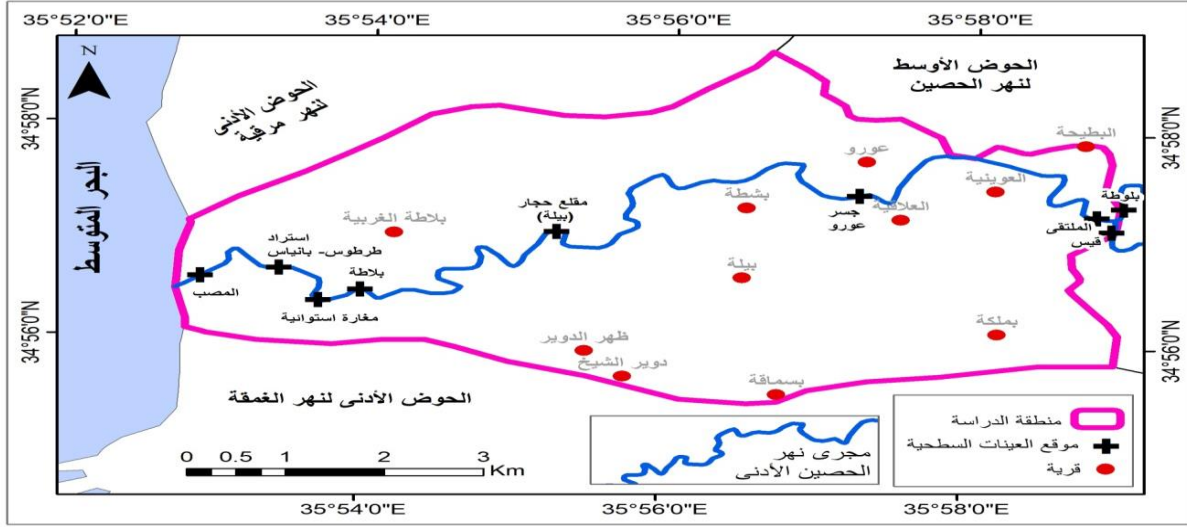 35°52'0"E
35°54'0"E
35°56'0"E
35°58'0"E
N
الحوض الأدنى
لنهر مرقية
الحوض الأوسط
لنهر الحصين
34°58'0"N
34°58'0"N
البحر المتوسط
البطيحة
عورو
العوينية
بلوطة
مقلع حجار
(بيلة)
بشطة
جسر
عورو
العلاقية
الملتقى
قيس
بلاطة الغربية
استراد
طرطوس- بانياس
بلاطة
بيلة
المصب
مغارة استوانية
34°56'0"N
34°56'0"N
ظهر الدوير
دوير الشيخ
بملكة
بسماقة
الحوض الأدنى لنهر الغمقة
مجرى نهر
الحصين الأدنى
منطقة الدراسة
موقع العينات السطحية
قرية
0 0.5 1 2 3
Km
35°54'0"E
35°56'0"E
35°58'0"E